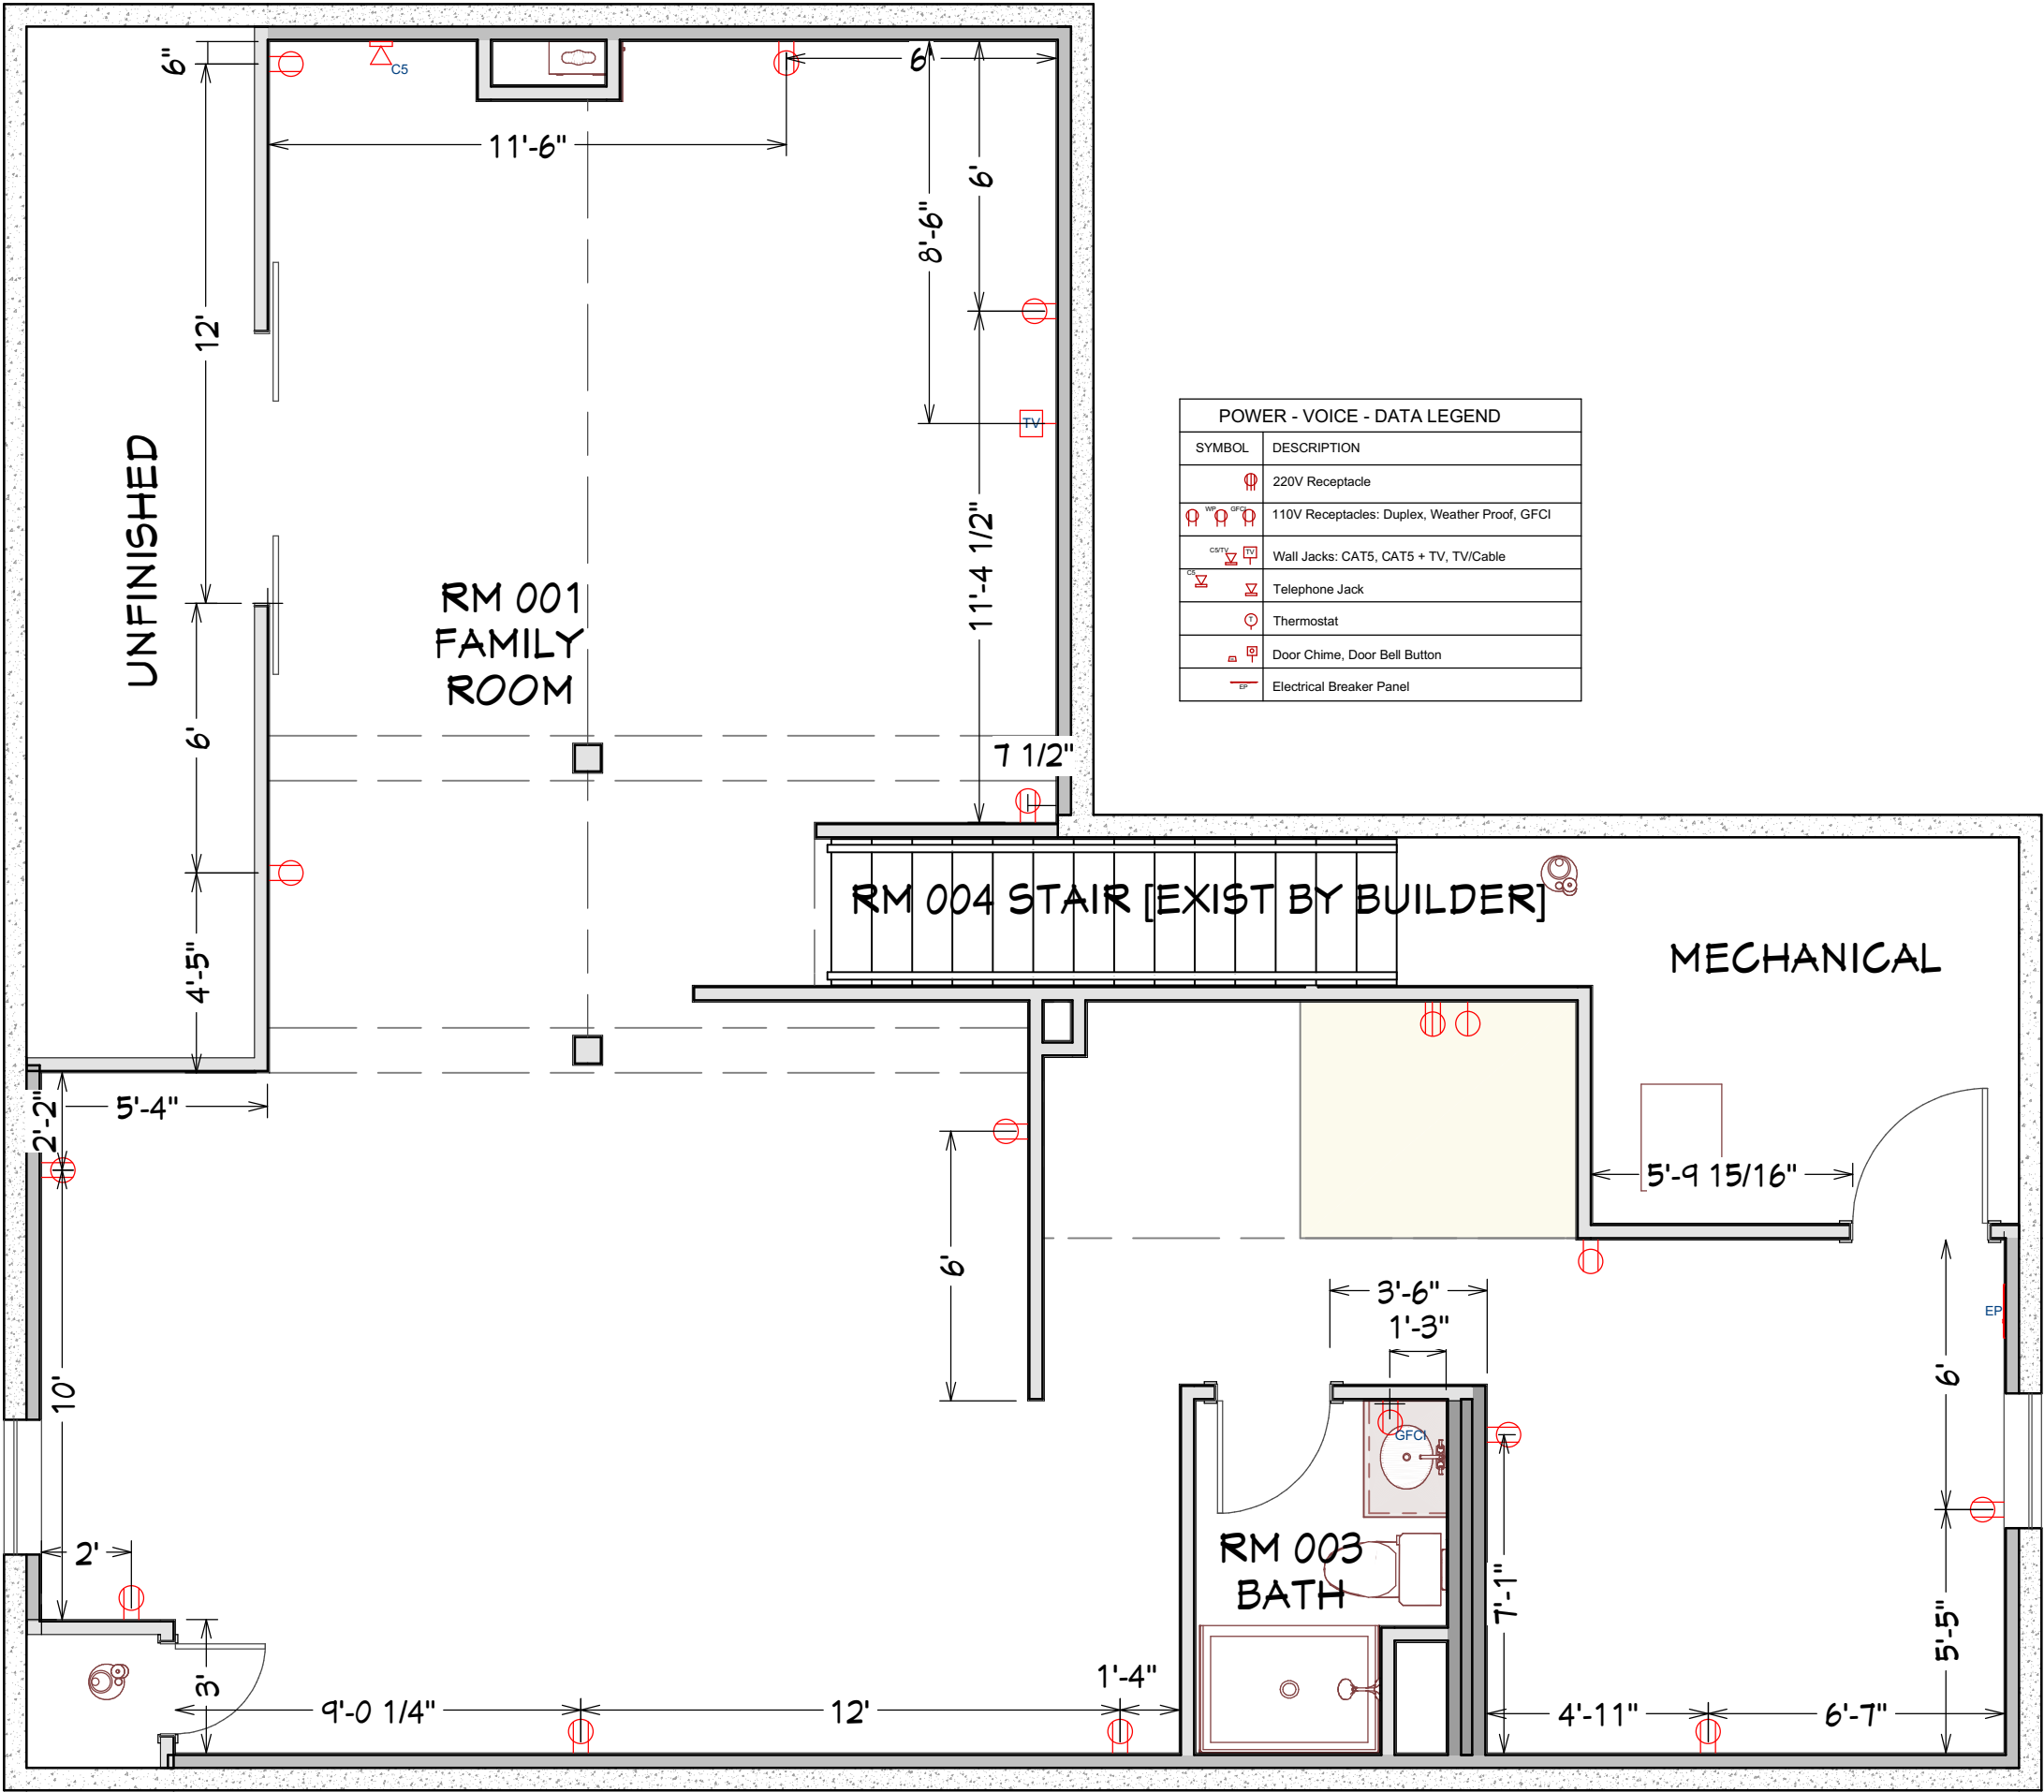 6"
C5
6'
11'-6"
6'
8'-6"
12'
UNFINISHED
TV
11'-4 1/2"
RM 001
FAMILY
ROOM
6'
7 1/2"
POWER - VOICE - DATA LEGEND
SYMBOL DESCRIPTION
220V Receptacle
WP GFCI 110V Receptacles: Duplex, Weather Proof, GFCI
C5/TV TV Wall Jacks: CAT5, CAT5 + TV, TV/Cable
C5 Telephone Jack
T Thermostat
Door Chime, Door Bell Button
EP Electrical Breaker Panel
RM 004 STAIR [EXIST BY BUILDER]
MECHANICAL
4'-5"
5'-4"
2'-2"
5'-9 15/16"
6'
3'-6"
1'-3"
EP
6'
10'
GFCI
2'
RM 003
BATH
7'-1"
5'-5"
3'
9'-0 1/4"
12'
1'-4"
4'-11"
6'-7"